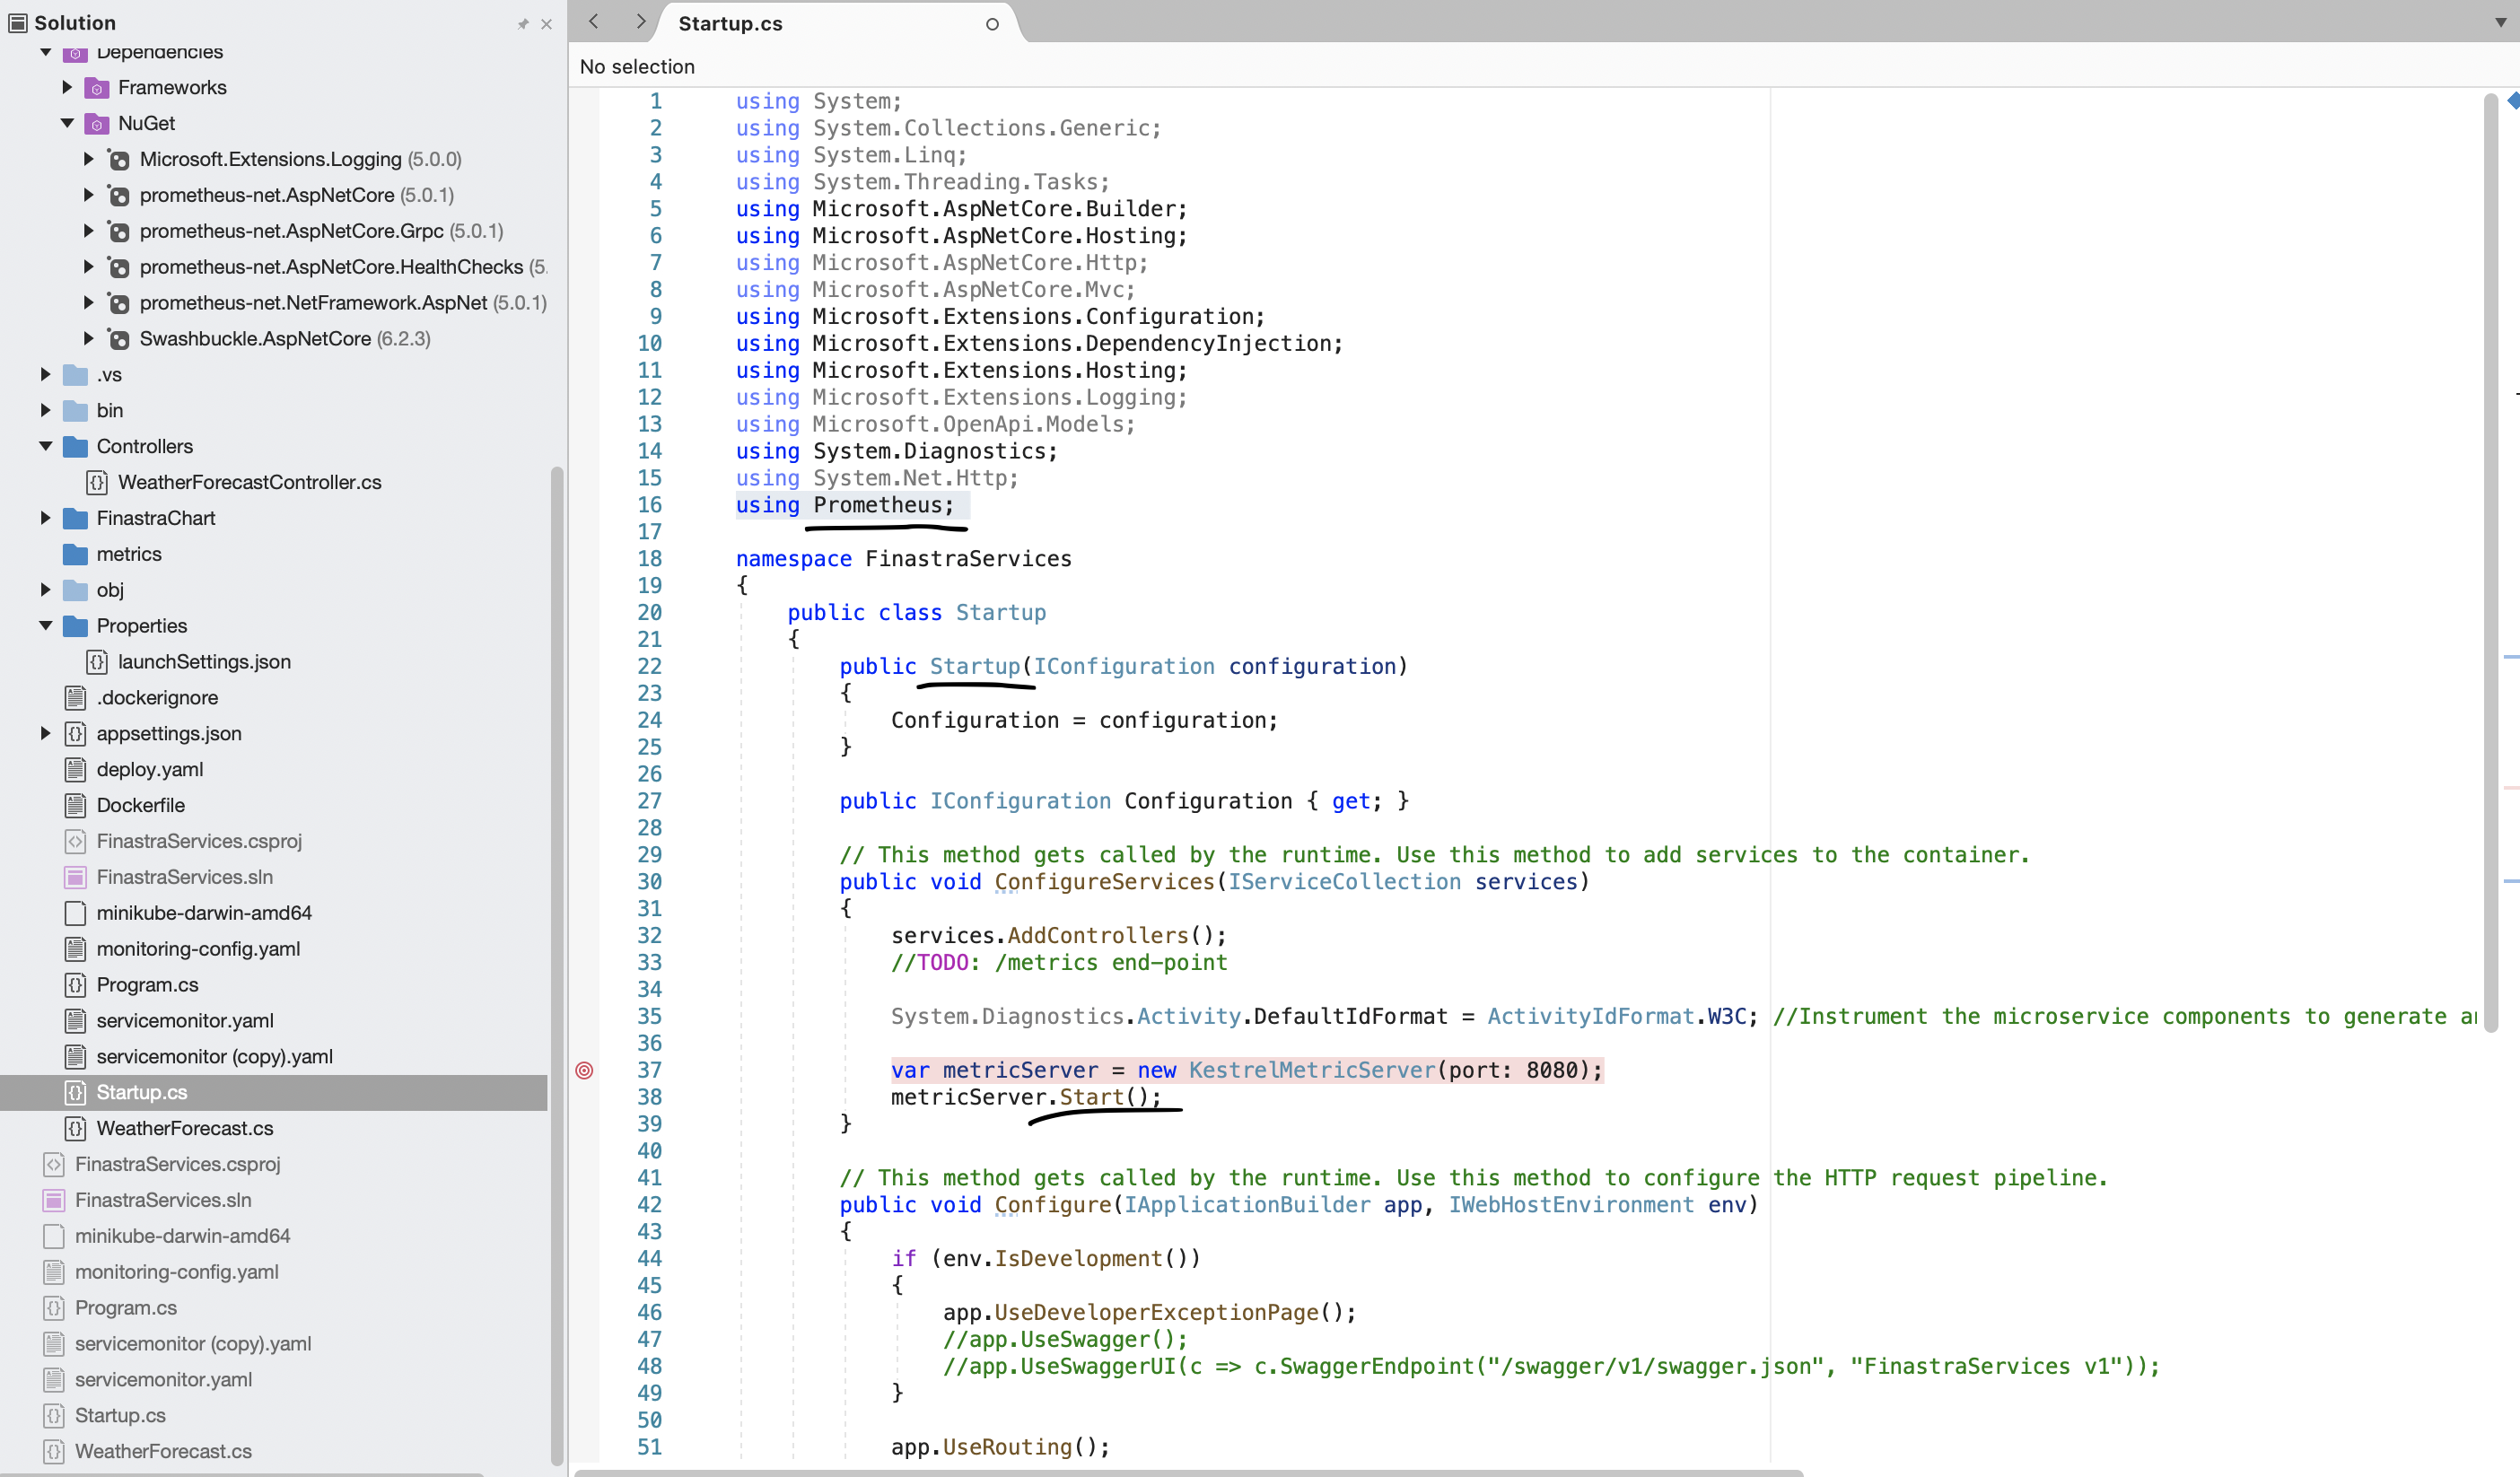 Solution
Dependencies
Frameworks
NuGet
Microsoft.Extensions.Logging (5.0.0)
prometheus-net.AspNetCore (5.0.1)
prometheus-net.AspNetCore.Grpc (5.0.1)
prometheus-net.AspNetCore.HealthChecks (5.
prometheus-net.NetFramework.AspNet (5.0.1)
Swashbuckle.AspNetCore (6.2.3)
.vs
bin
Controllers
WeatherForecastController.cs
FinastraChart
metrics
obj
Properties
launchSettings.json
.dockerignore
appsettings.json
deploy.yaml
Dockerfile
FinastraServices.csproj
FinastraServices.sln
minikube-darwin-amd64
monitoring-config.yaml
Program.cs
servicemonitor.yaml
servicemonitor (copy).yaml
Startup.cs
WeatherForecast.cs
FinastraServices.csproj
FinastraServices.sln
minikube-darwin-amd64
monitoring-config.yaml
Program.cs
servicemonitor (copy).yaml
servicemonitor.yaml
Startup.cs
WeatherForecast.cs
Startup.cs
No selection
1 using System;
2 using System.Collections.Generic;
3 using System.Linq;
4 using System.Threading.Tasks;
5 using Microsoft.AspNetCore.Builder;
6 using Microsoft.AspNetCore.Hosting;
7 using Microsoft.AspNetCore.Http;
8 using Microsoft.AspNetCore.Mvc;
9 using Microsoft.Extensions.Configuration;
10 using Microsoft.Extensions.DependencyInjection;
11 using Microsoft.Extensions.Hosting;
12 using Microsoft.Extensions.Logging;
13 using Microsoft.OpenApi.Models;
14 using System.Diagnostics;
15 using System.Net.Http;
16 using Prometheus;
17
18 namespace FinastraServices
19 {
20 public class Startup
21 {
22 public Startup(IConfiguration configuration)
23 {
24 Configuration = configuration;
25 }
26
27 public IConfiguration Configuration { get; }
28
29 // This method gets called by the runtime. Use this method to add services to the container.
30 public void ConfigureServices(IServiceCollection services)
31 {
32 services.AddControllers();
33 //TODO: /metrics end-point
34
35 System.Diagnostics.Activity.DefaultIdFormat = ActivityIdFormat.W3C; //Instrument the microservice components to generate
36
37 var metricServer = new KestrelMetricServer(port: 8080);
38 metricServer.Start();
39 }
40
41 // This method gets called by the runtime. Use this method to configure the HTTP request pipeline.
42 public void Configure(IApplicationBuilder app, IWebHostEnvironment env)
43 {
44 if (env.IsDevelopment())
45 {
46 app.UseDeveloperExceptionPage();
47 //app.UseSwagger();
48 //app.UseSwaggerUI(c => c.SwaggerEndpoint("/swagger/v1/swagger.json", "FinastraServices v1"));
49 }
50
51 app.UseRouting();